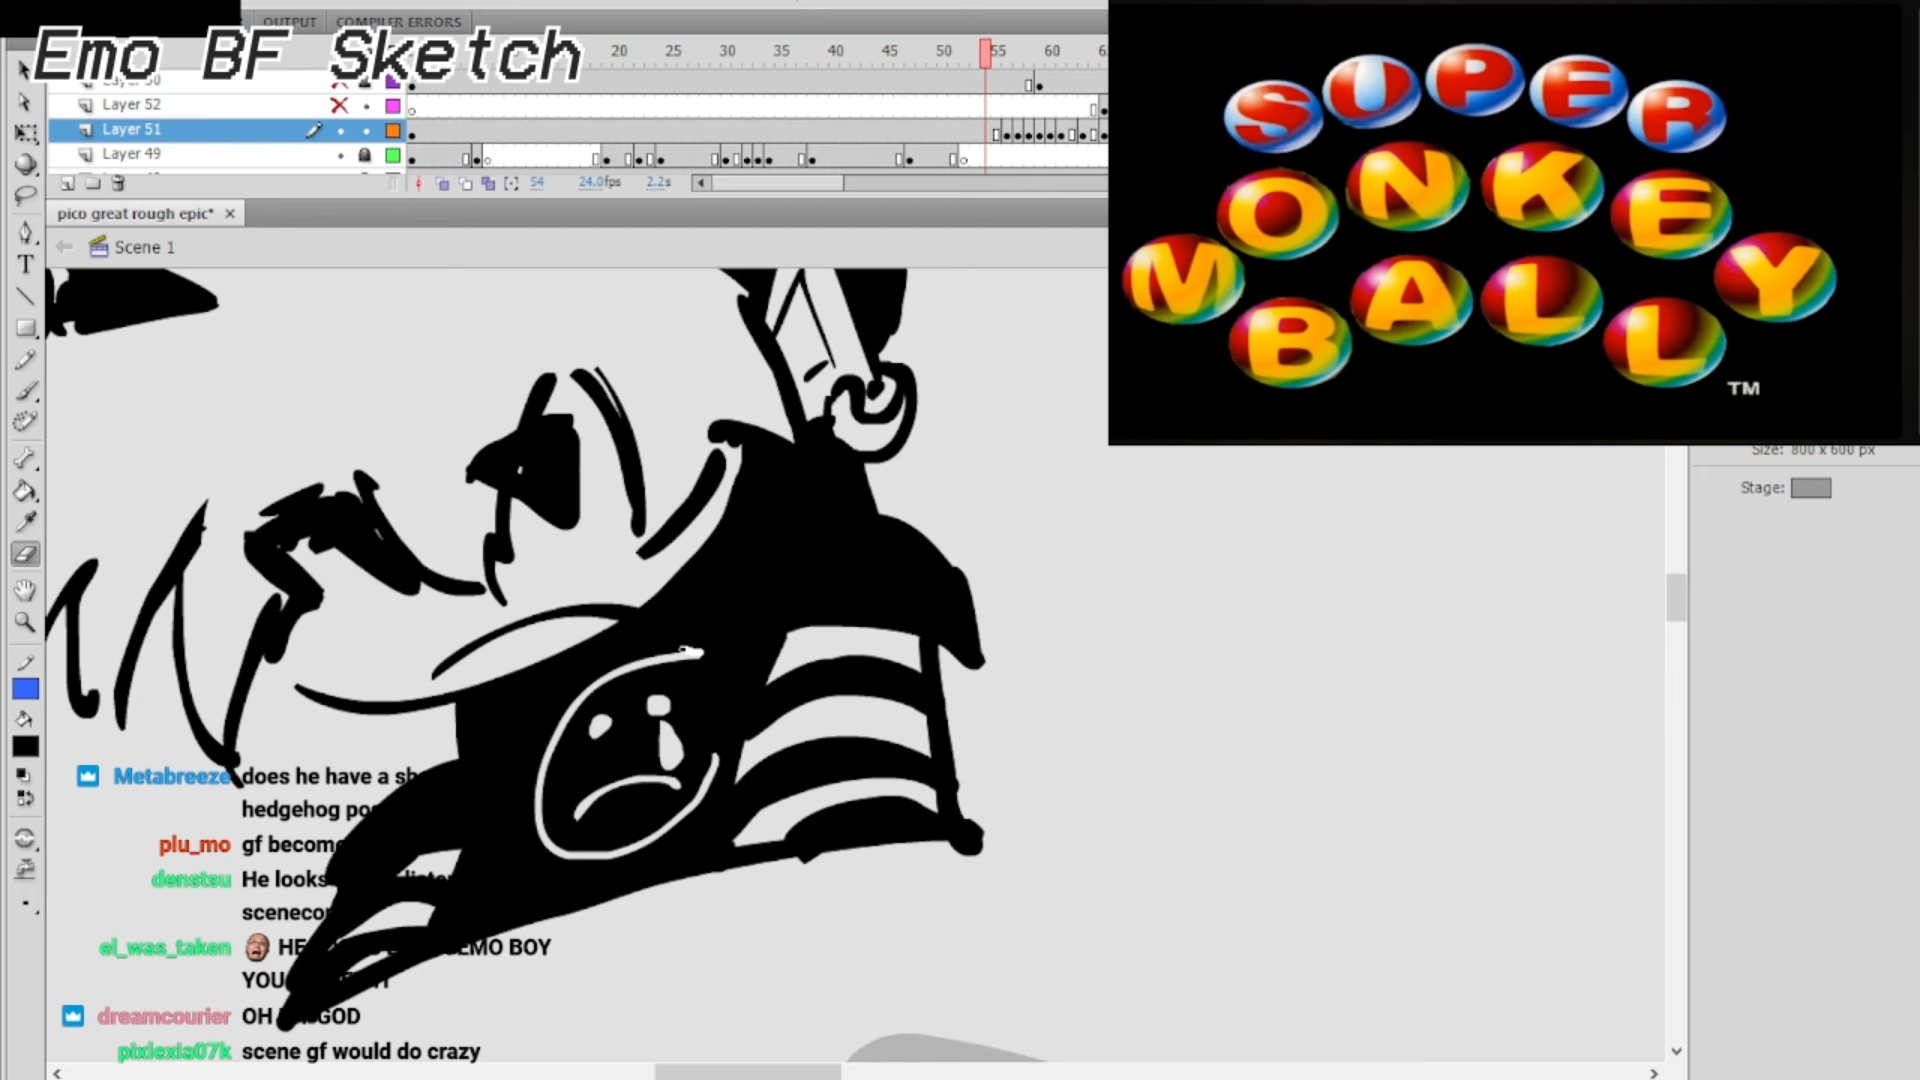 OUTPUT COMPILER ERRORS
Emo BF Sketch
20 25 30 35 40 45 50 55 60
Layer 52
Layer 51
Layer 49
54 24.0fps 2.2s
pico great rough epic* ×
Scene 1
SUPER
MONKEY
BALL
TM
Size: 800 x 600 px
Stage:
T
Metabreeze does he have a
hedgehog
plu_mo gf
denstsu He looks
el_was_taken EMO BOY
YOU
dreamcourier OH GOD
pixlexia07k scene gf would do crazy